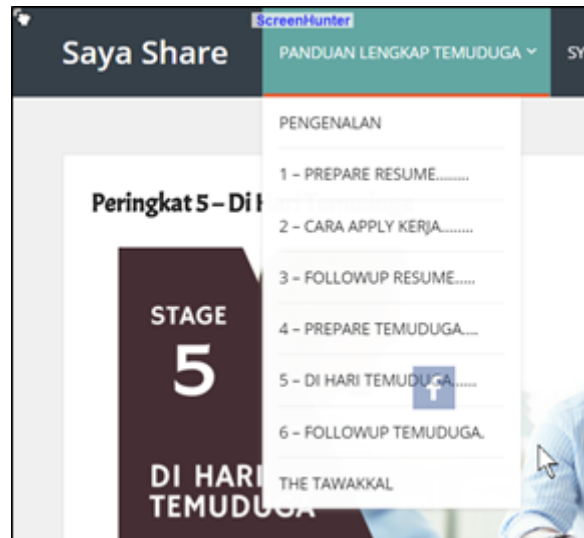 ScreenHunter
Saya Share
PANDUAN LENGKAP TEMUDUGA
PENGENALAN
1 – PREPARE RESUME........
2 – CARA APPLY KERJA........
3 – FOLLOWUP RESUME.....
4 – PREPARE TEMUDUGA....
5 – DI HARI TEMUDUGA......
6 – FOLLOWUP TEMUDUGA.
THE TAWAKKAL
Peringkat 5 – Di
STAGE
5
DI HARI
TEMUDUGA